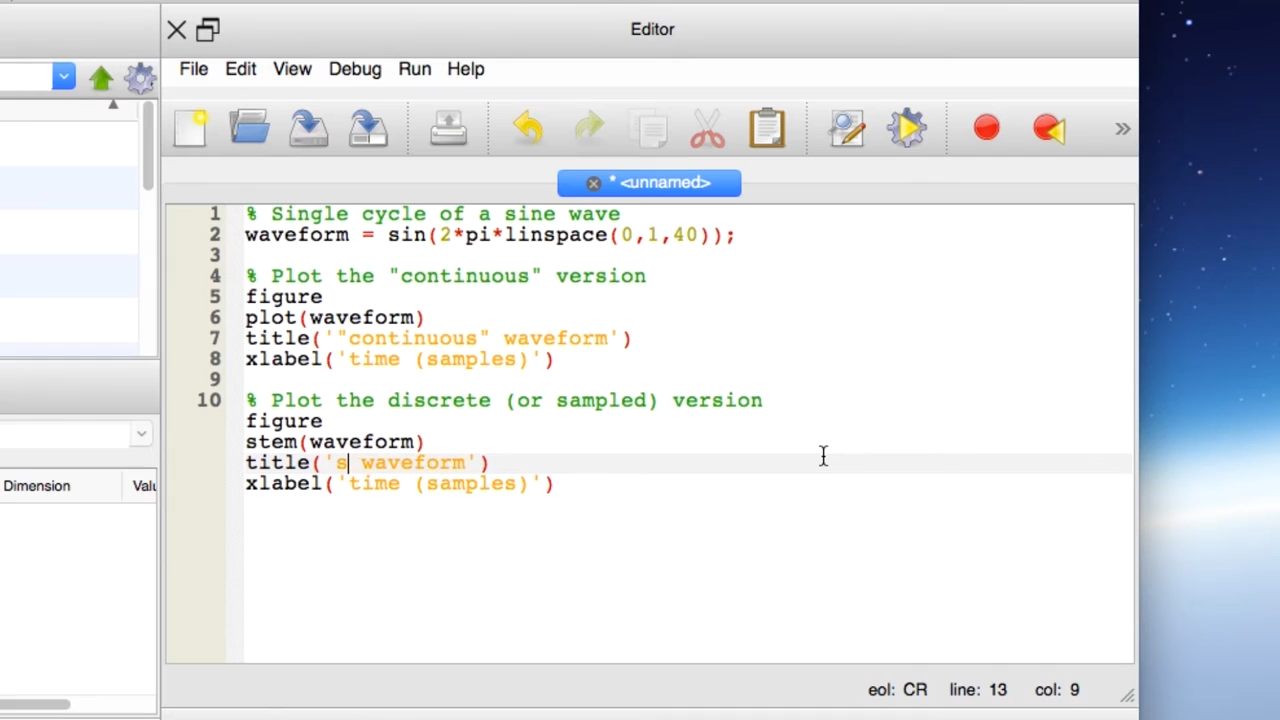 Editor
File Edit View Debug Run Help
»
* <unnamed>
1 % Single cycle of a sine wave
2 waveform = sin(2*pi*linspace(0,1,40));
3
4 % Plot the "continuous" version
5 figure
6 plot(waveform)
7 title('"continuous" waveform')
8 xlabel('time (samples)')
9
10 % Plot the discrete (or sampled) version
figure
stem(waveform)
title('s waveform')
xlabel('time (samples)')
Dimension Valu
eol: CR line: 13 col: 9